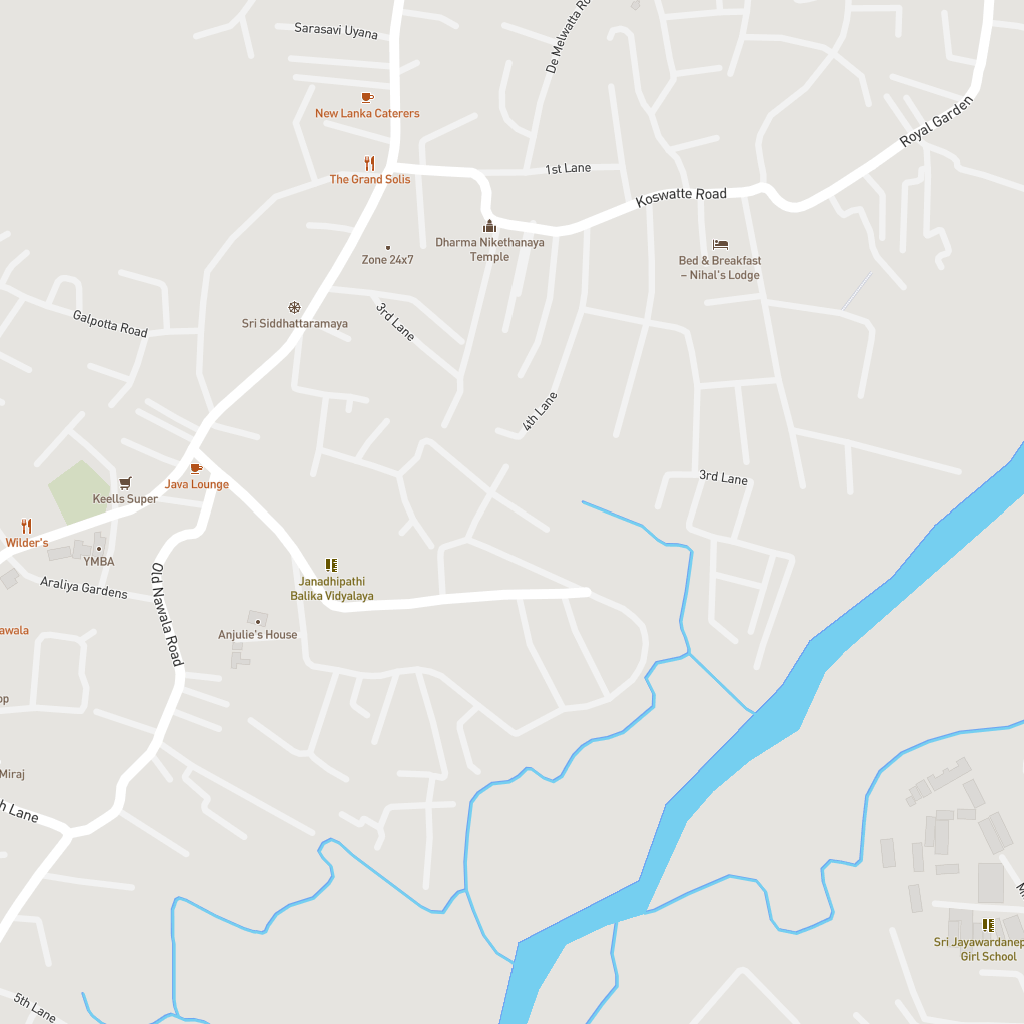 Sarasavi Uyana
De Melwatta Ro
New Lanka Caterers
Royal Garden
The Grand Solis
1st Lane
Koswatte Road
Dharma Nikethanaya
Temple
Zone 24x7
Bed & Breakfast
– Nihal's Lodge
Sri Siddhattaramaya
3rd Lane
Galpotta Road
4th Lane
Java Lounge
3rd Lane
Keells Super
Wilder's
YMBA
Araliya Gardens
Old Nawala Road
Janadhipathi
Balika Vidyalaya
awala
Anjulie's House
op
Miraj
h Lane
M
Sri Jayawardanep
Girl School
5th Lane